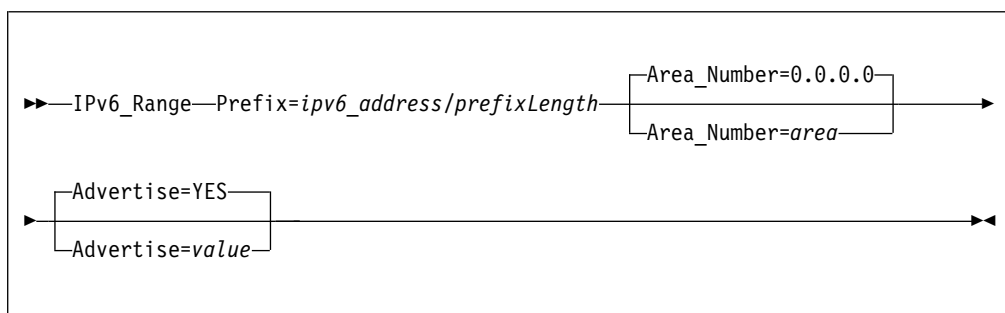 Area_Number=0.0.0.0
IPv6_Range Prefix=ipv6_address/prefixLength
Area_Number=area
Advertise=YES
Advertise=value